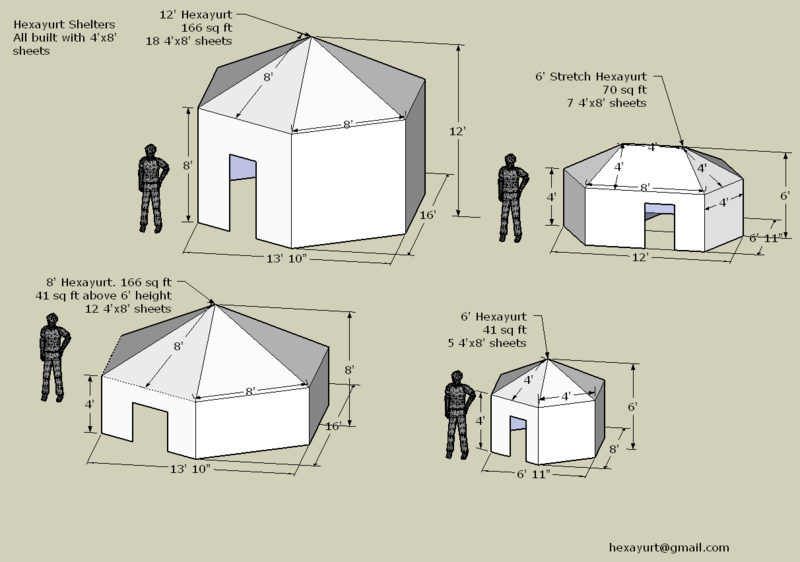 Hexayurt Shelters
All built with 4'x8'
sheets
12' Hexayurt
166 sq ft
18 4'x8' sheets
8'
8'
8'
12'
16'
13' 10"
6' Stretch Hexayurt
70 sq ft
7 4'x8' sheets
4'
4'
4'
8'
4'
4'
6'
6' 11"
12'
8' Hexayurt. 166 sq ft
41 sq ft above 6' height
12 4'x8' sheets
8'
8'
4'
8'
16'
13' 10"
6' Hexayurt
41 sq ft
5 4'x8' sheets
4'
4'
4'
6'
8'
6' 11"
hexayurt@gmail.com